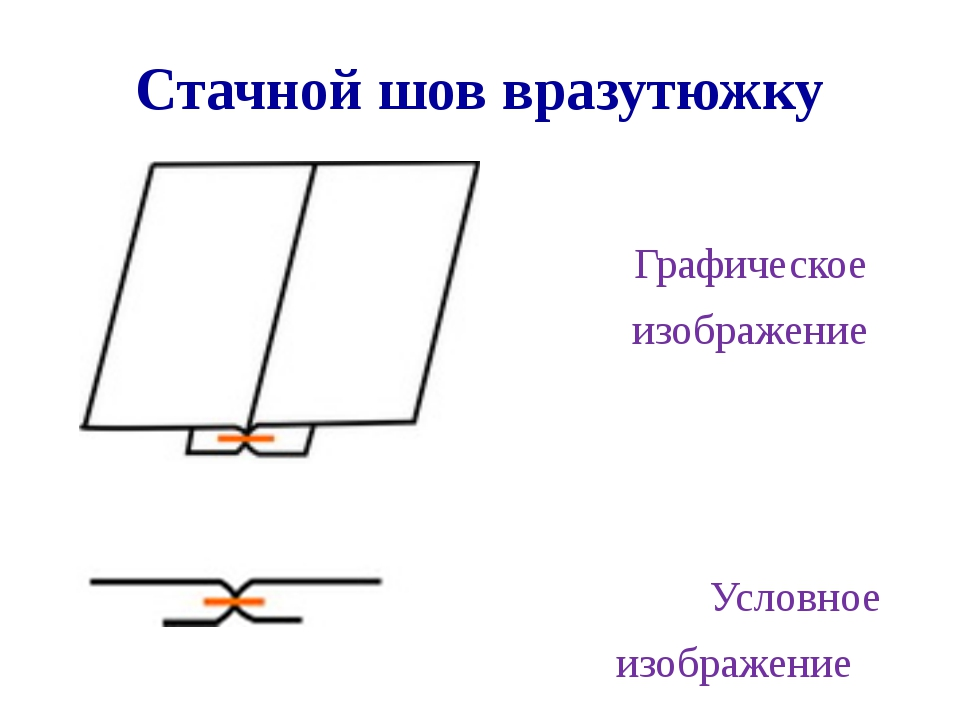 Стачной шов вразутюжку
Графическое
изображение
Условное
изображение